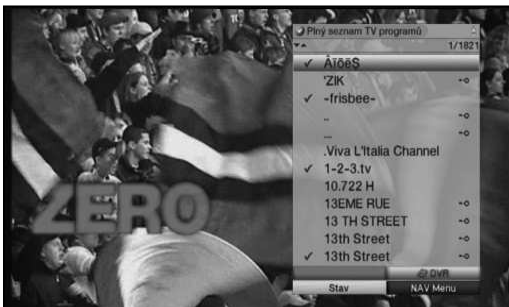 Plný seznam TV programů
1/1821
ÂĪõëŞ
'ZIK
-frisbee-
..
...
.Viva L'Italia Channel
1-2-3.tv
10.722 H
13EME RUE
13 TH STREET
13th Street
13th Street
ZERO
DVR
Stav
NAV Menu